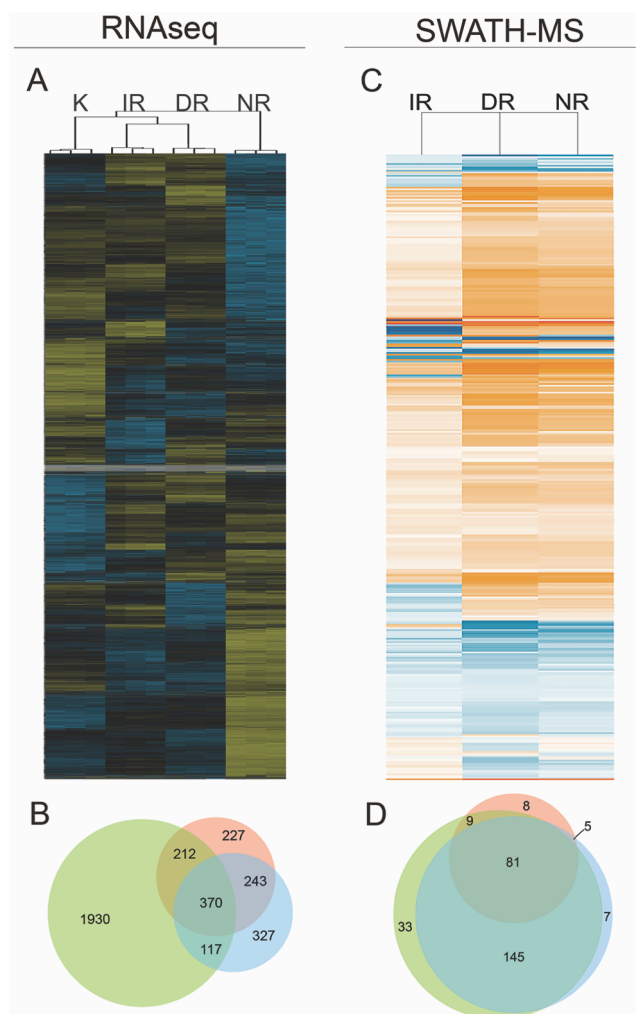 RNAseq
SWATH-MS
A
K IR DR NR
C
IR DR NR
B
227
212
243
370
1930
327
117
D
8
9
5
81
33
7
145